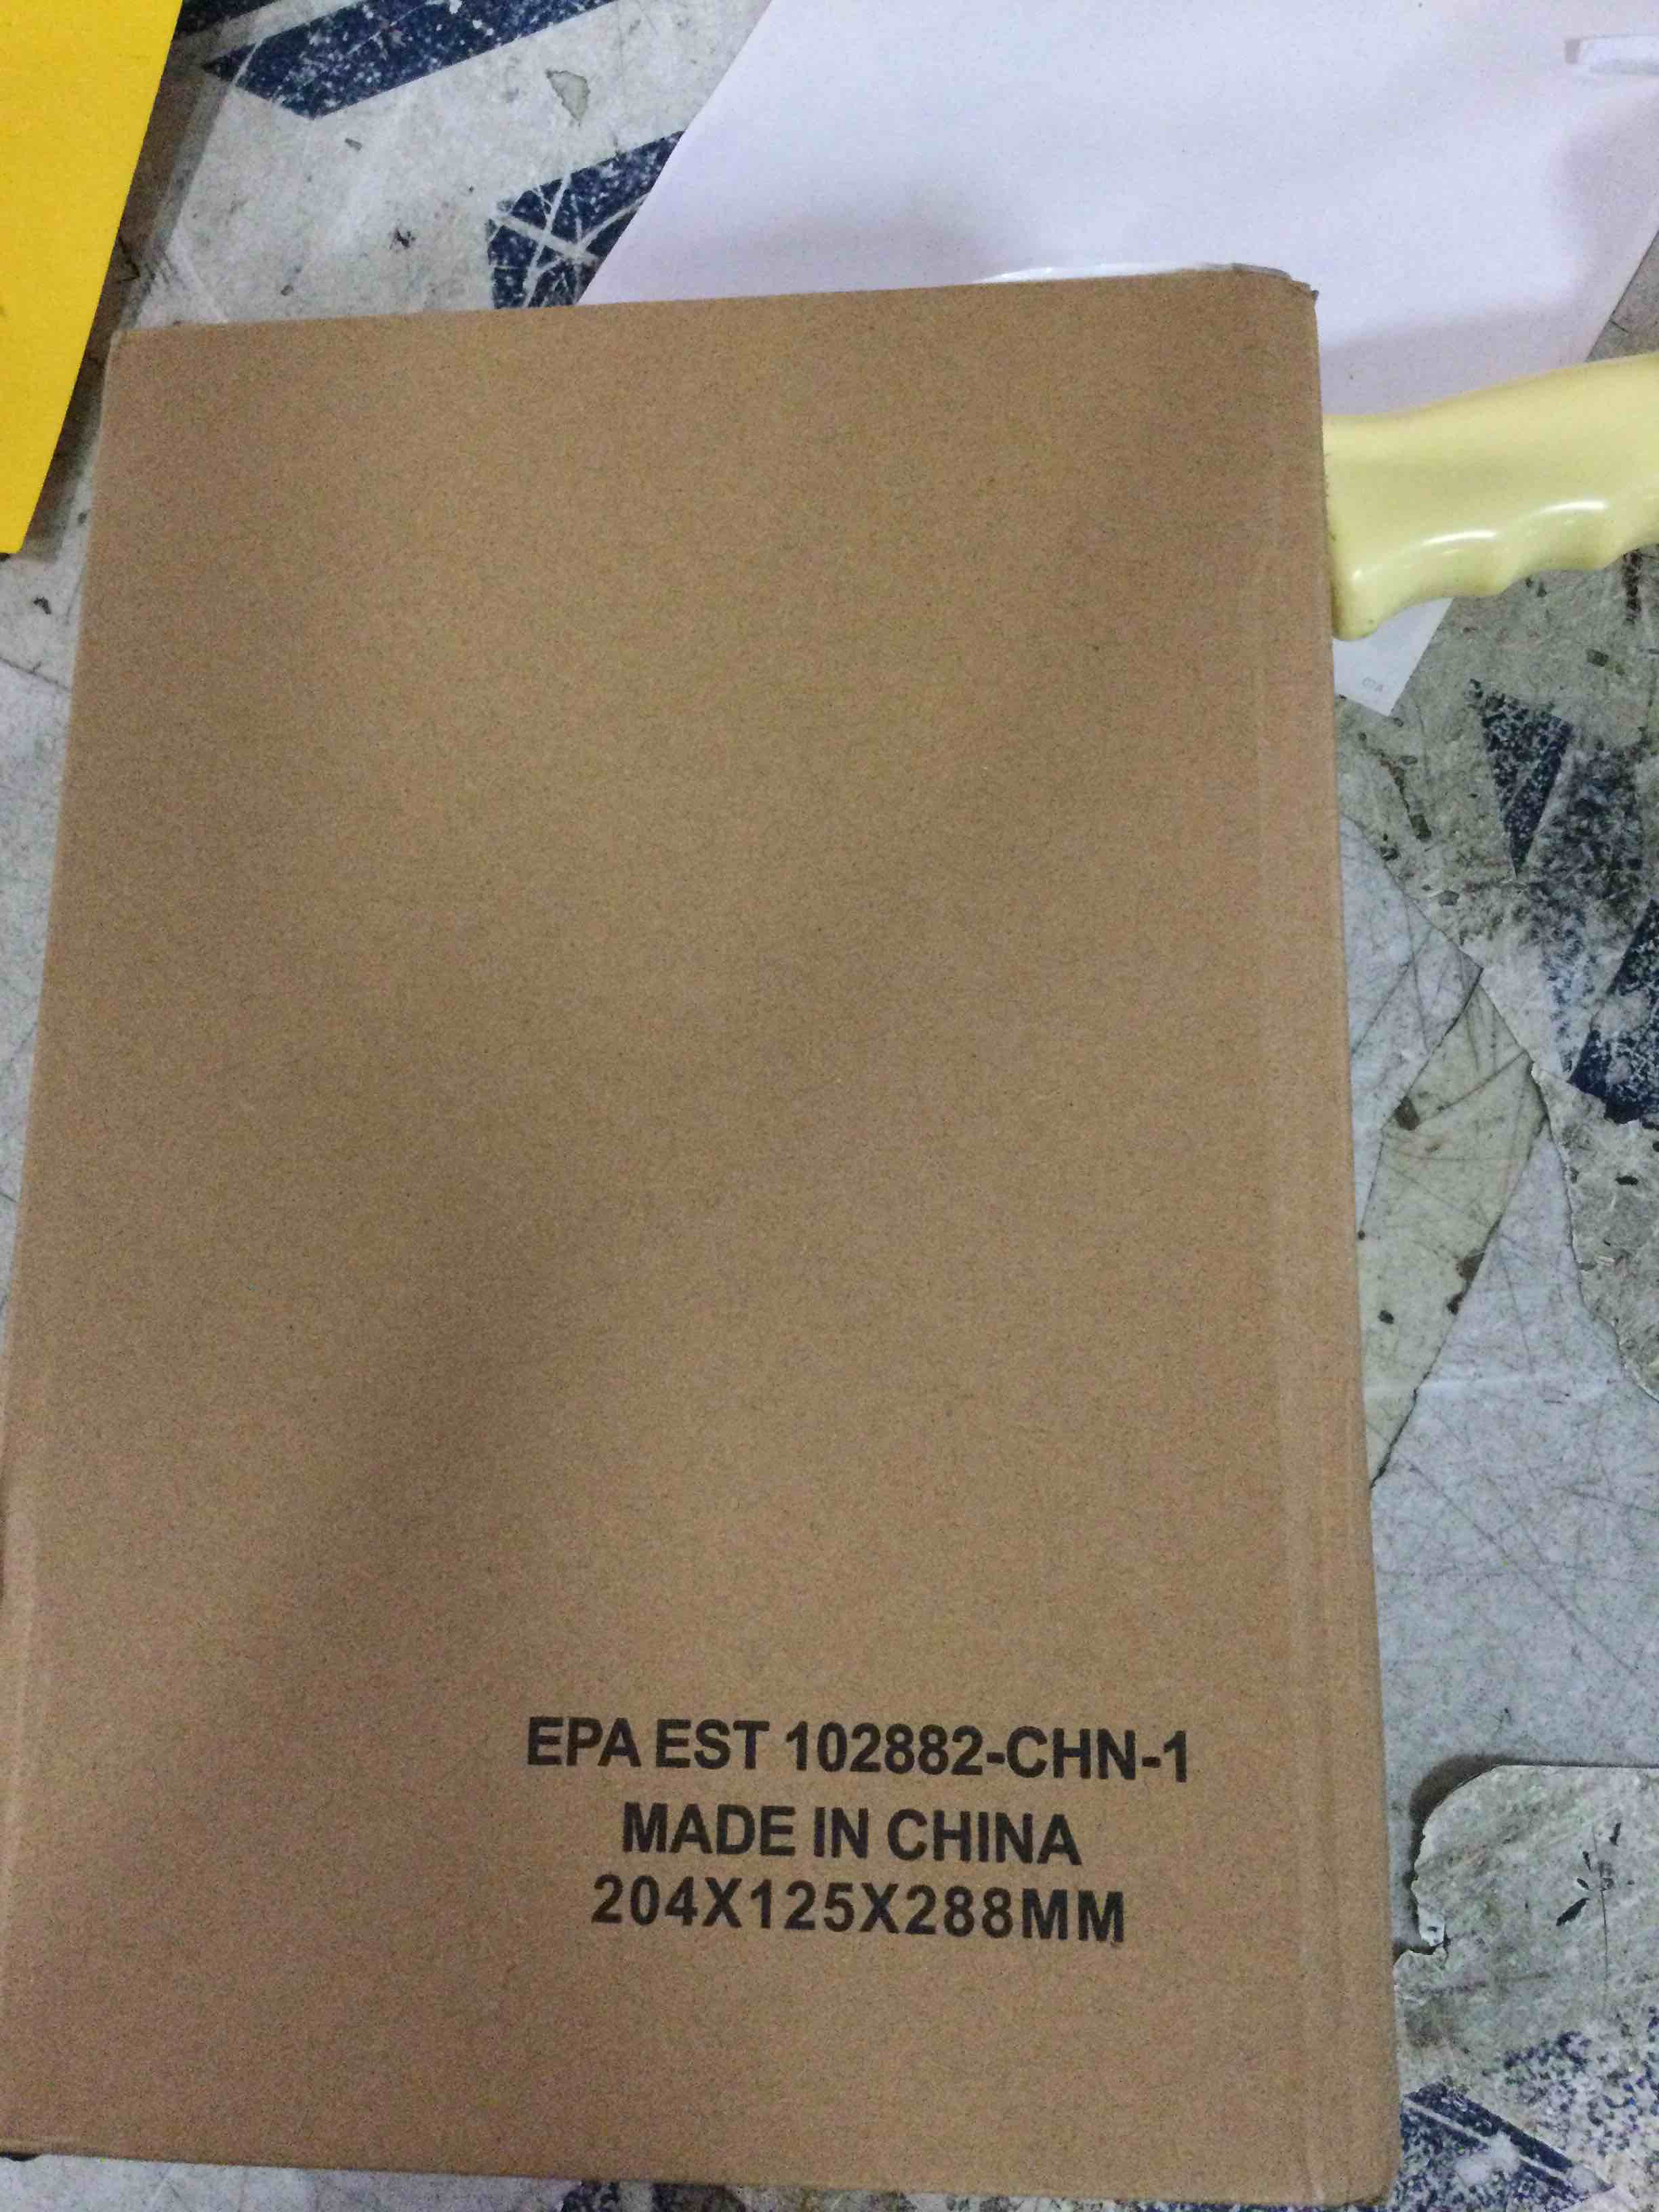 EPA EST 102882-CHN-1
MADE IN CHINA
204X125X288MM